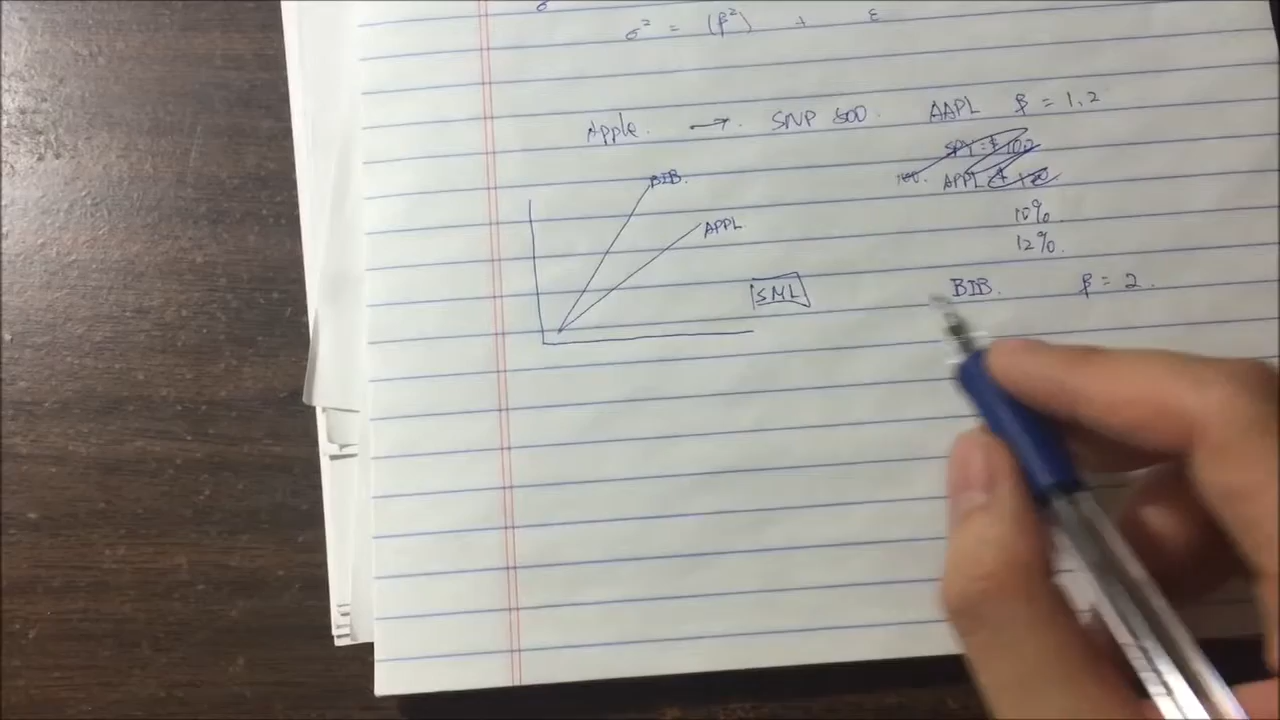 σ
σ² = (β²) + ε
Apple. → SNP 500. AAPL β = 1.2
SPY = $ 100
100. APPL $ 120
10%
12%.
BIB.
APPL
SML
BIB. β = 2.